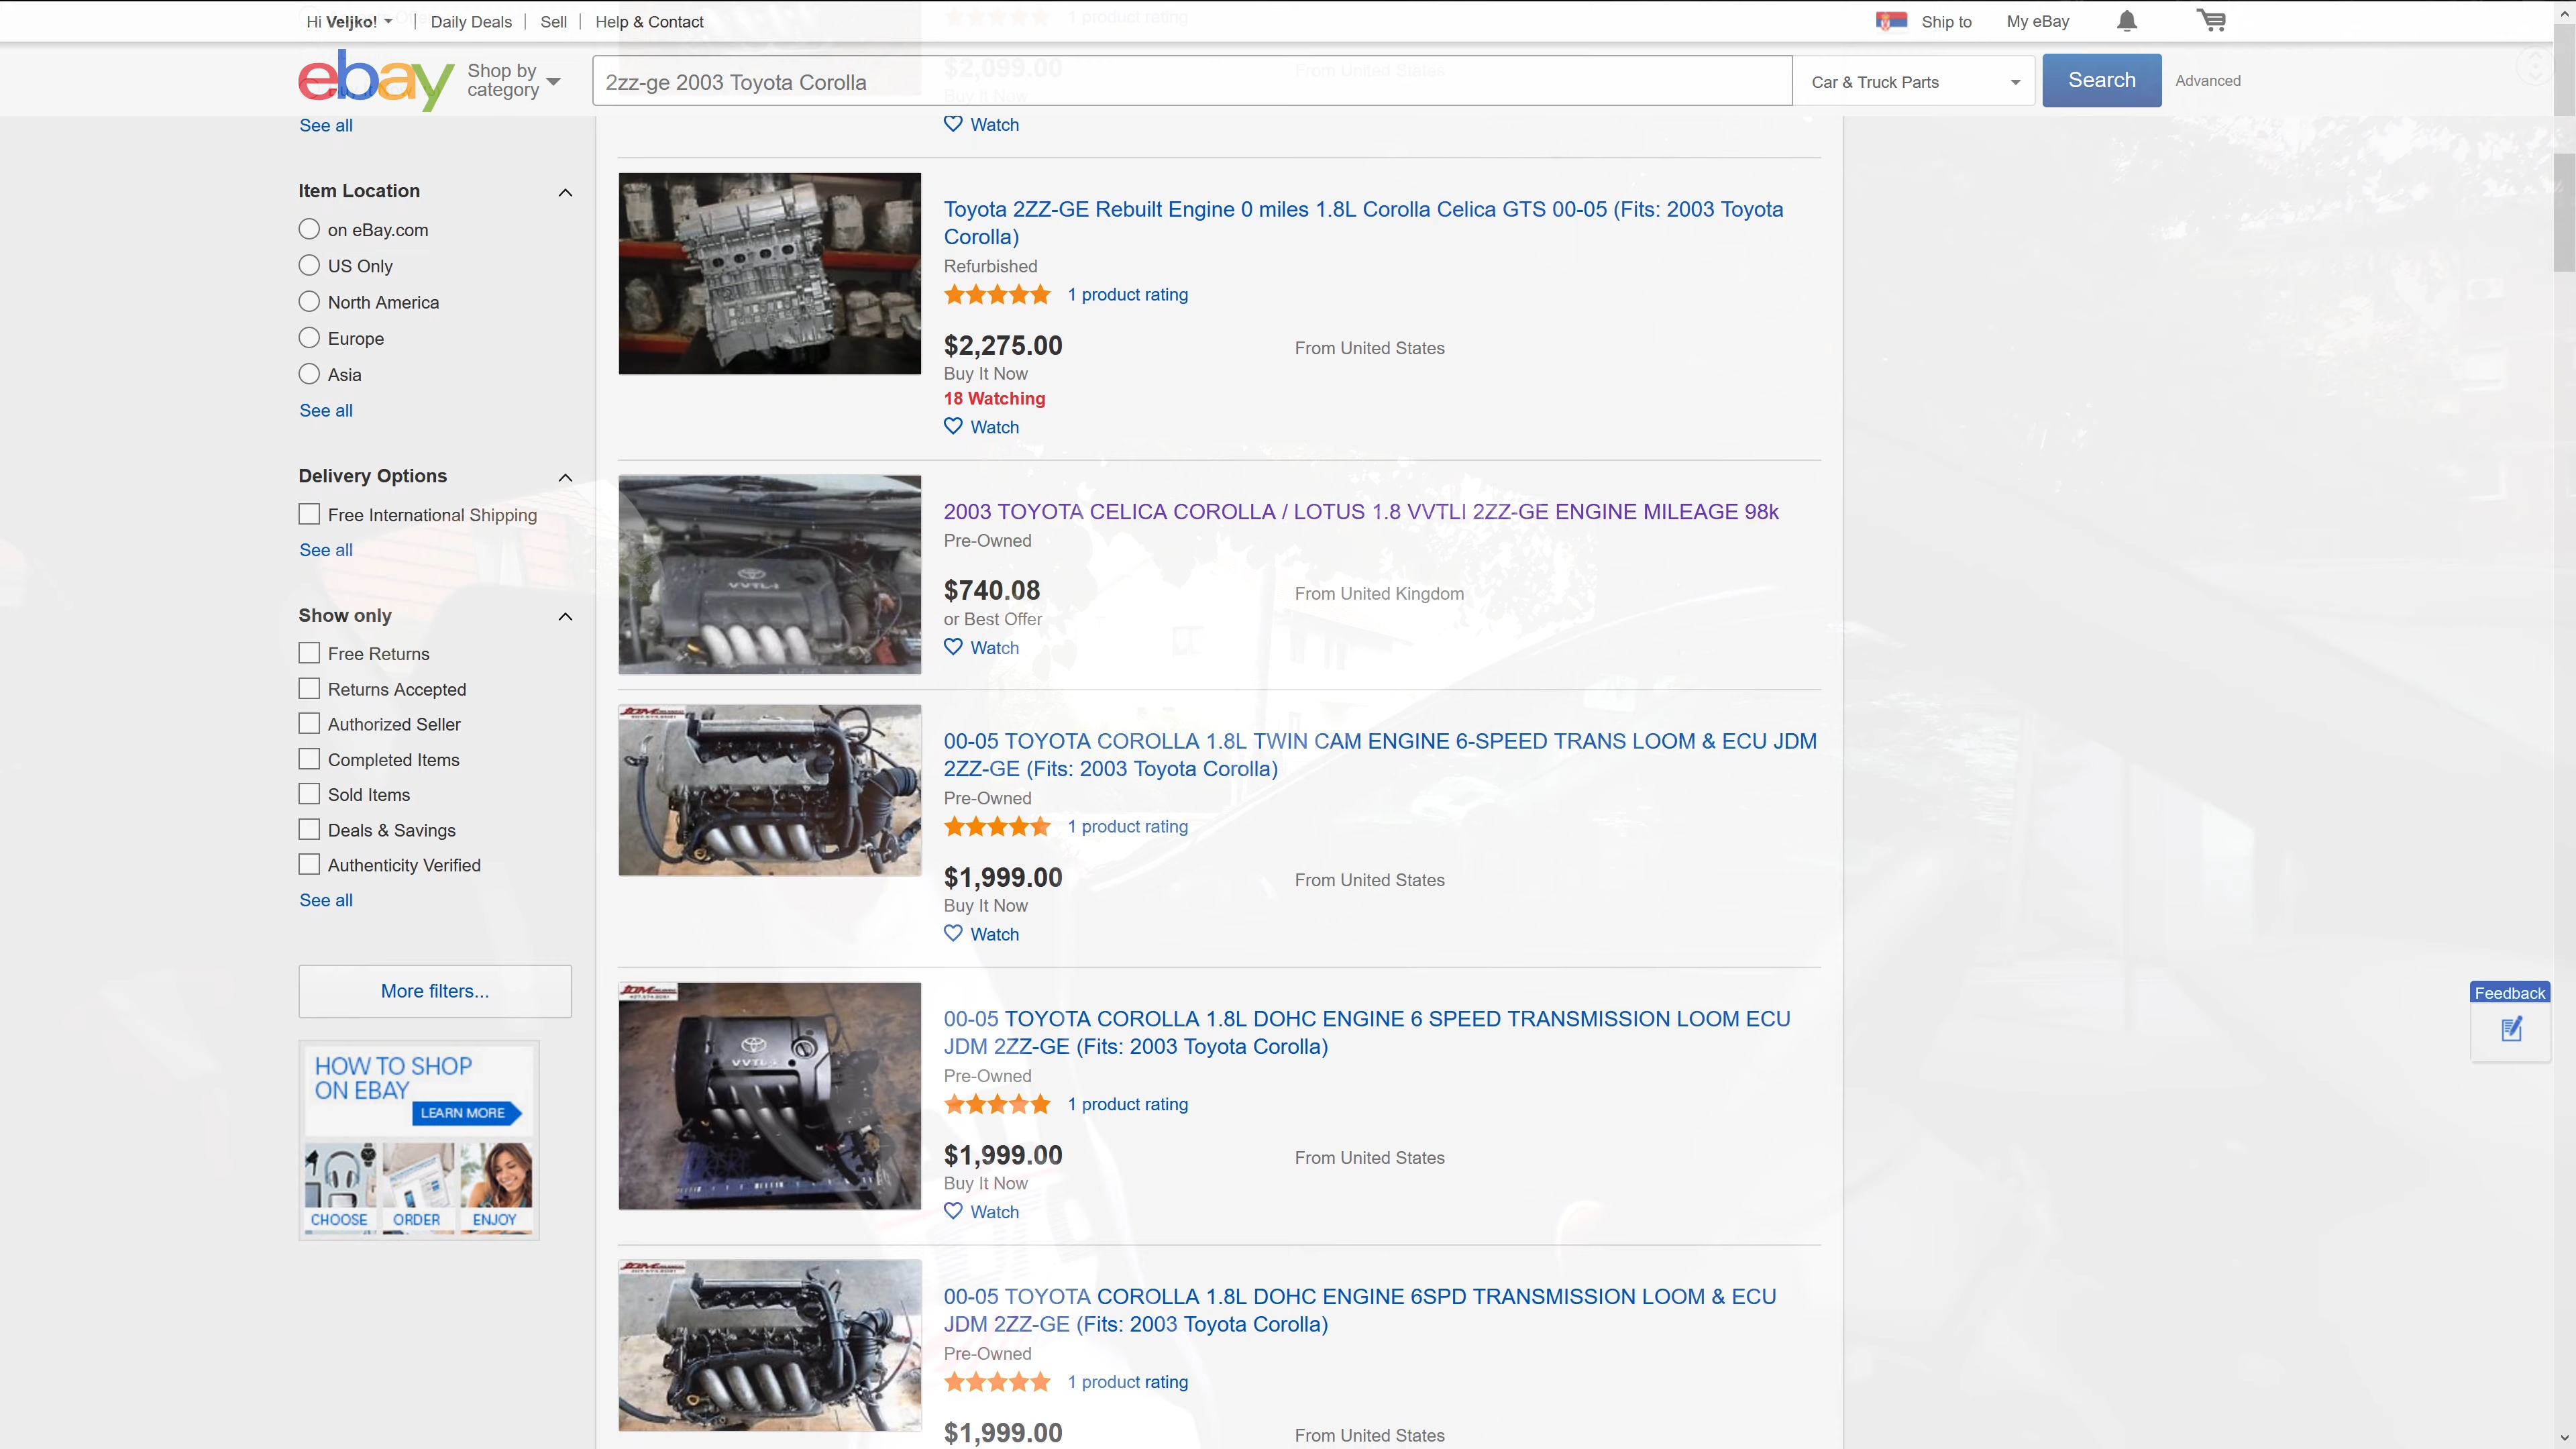 Hi Veljko!
Daily Deals
Sell
Help & Contact
1 product rating
Ship to
My eBay
ebay
Shop by
category
2zz-ge 2003 Toyota Corolla
$2,099.00
From United States
Buy It Now
Car & Truck Parts
Search
Advanced
See all
Watch
Item Location
on eBay.com
US Only
North America
Europe
Asia
See all
Delivery Options
Free International Shipping
See all
Show only
Free Returns
Returns Accepted
Authorized Seller
Completed Items
Sold Items
Deals & Savings
Authenticity Verified
See all
More filters...
HOW TO SHOP
ON EBAY
LEARN MORE
CHOOSE
ORDER
ENJOY
Toyota 2ZZ-GE Rebuilt Engine 0 miles 1.8L Corolla Celica GTS 00-05 (Fits: 2003 Toyota
Corolla)
Refurbished
1 product rating
$2,275.00
From United States
Buy It Now
18 Watching
Watch
VVTL-i
2003 TOYOTA CELICA COROLLA / LOTUS 1.8 VVTLI 2ZZ-GE ENGINE MILEAGE 98k
Pre-Owned
$740.08
From United Kingdom
or Best Offer
Watch
JDM
00-05 TOYOTA COROLLA 1.8L TWIN CAM ENGINE 6-SPEED TRANS LOOM & ECU JDM
2ZZ-GE (Fits: 2003 Toyota Corolla)
Pre-Owned
1 product rating
$1,999.00
From United States
Buy It Now
Watch
JDM
VVTL-i
00-05 TOYOTA COROLLA 1.8L DOHC ENGINE 6 SPEED TRANSMISSION LOOM ECU
JDM 2ZZ-GE (Fits: 2003 Toyota Corolla)
Pre-Owned
1 product rating
$1,999.00
From United States
Buy It Now
Watch
JDM
00-05 TOYOTA COROLLA 1.8L DOHC ENGINE 6SPD TRANSMISSION LOOM & ECU
JDM 2ZZ-GE (Fits: 2003 Toyota Corolla)
Pre-Owned
1 product rating
$1,999.00
From United States
Feedback